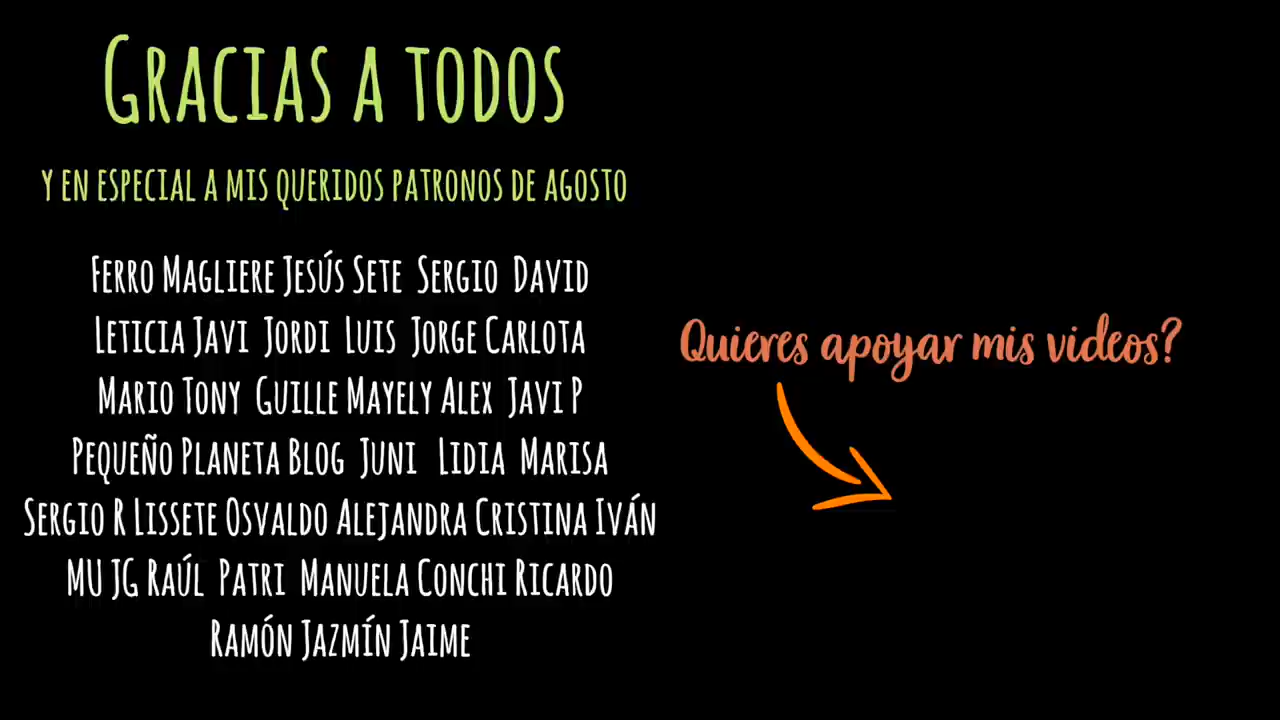 GRACIAS A TODOS
Y EN ESPECIAL A MIS QUERIDOS PATRONOS DE AGOSTO
FERRO MAGLIERE JESÚS SETE SERGIO DAVID
LETICIA JAVI JORDI LUIS JORGE CARLOTA
MARIO TONY GUILLE MAYELY ALEX JAVI P
PEQUEÑO PLANETA BLOG JUNI LIDIA MARISA
SERGIO R LISSETE OSVALDO ALEJANDRA CRISTINA IVÁN
MU JG RAÚL PATRI MANUELA CONCHI RICARDO
RAMÓN JAZMÍN JAIME
Quieres apoyar mis videos?